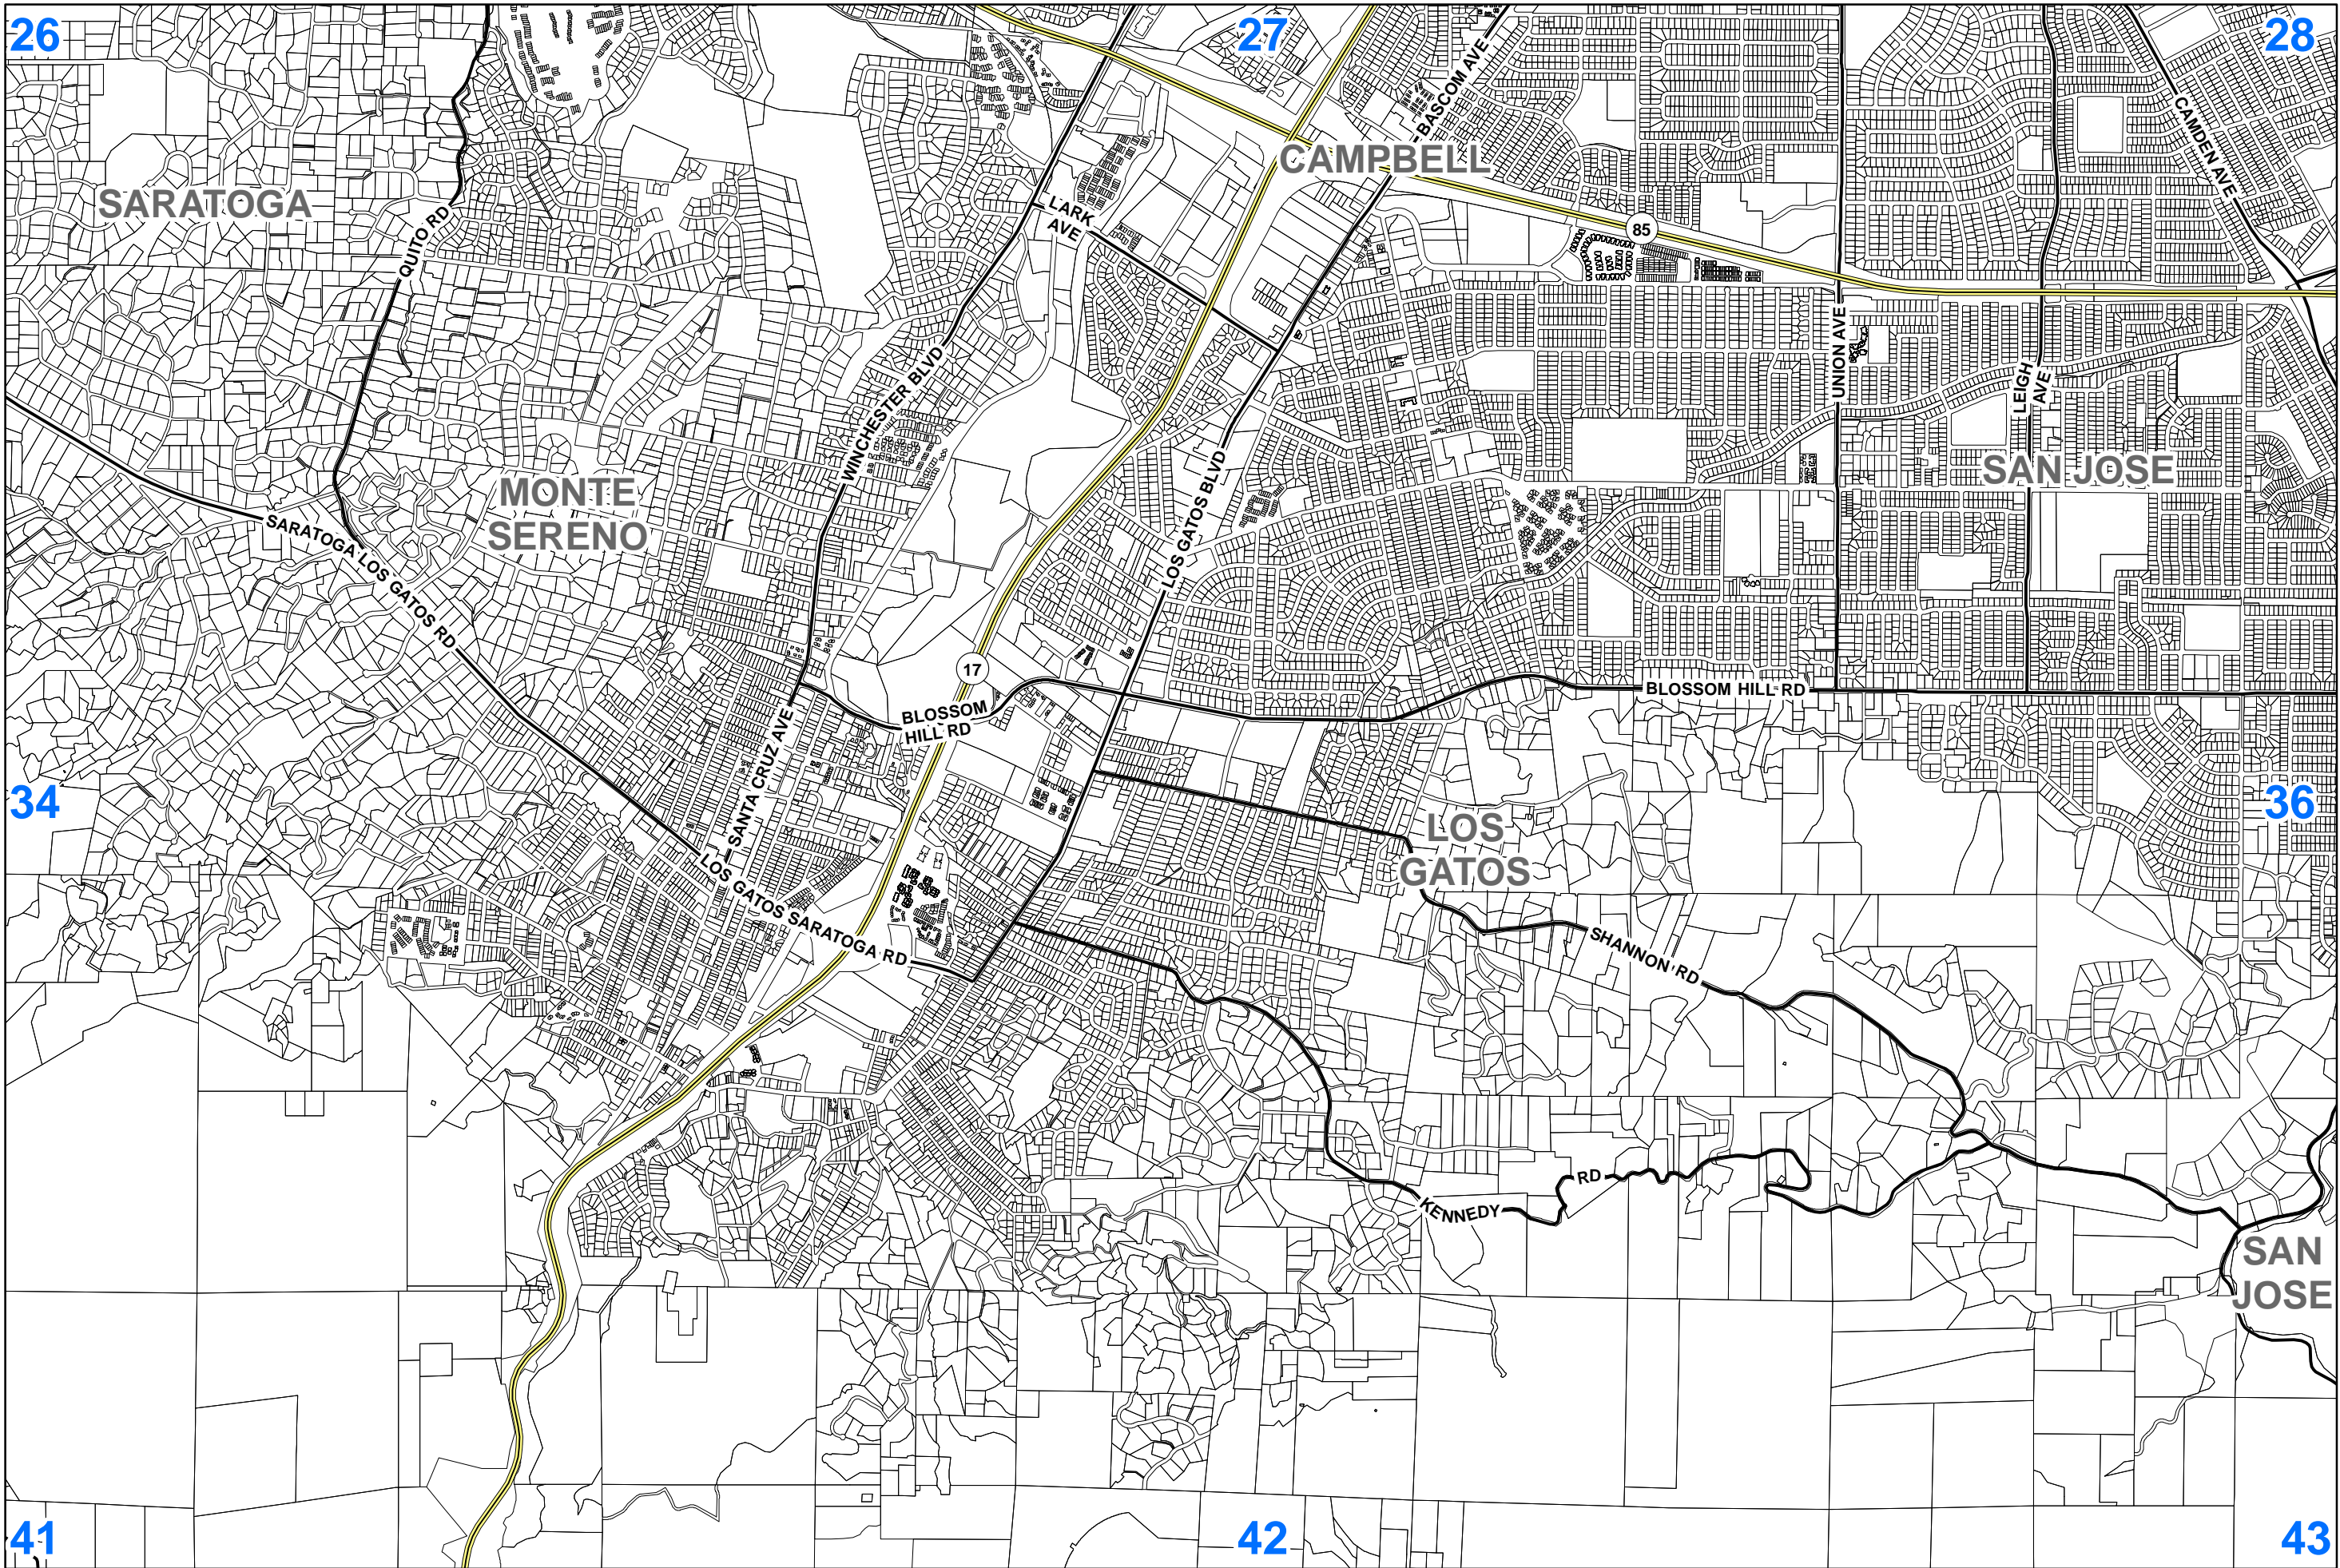 26
27
28
BASCOM AVE
CAMDEN AVE
CAMPBELL
SARATOGA
QUITO RD
LARK
AVE
85
UNION AVE
WINCHESTER BLVD
LEIGH
AVE
MONTE
SERENO
SAN JOSE
LOS GATOS BLVD
SARATOGA LOS GATOS RD
17
BLOSSOM HILL RD
BLOSSOM
HILL RD
SANTA CRUZ AVE
34
36
LOS
GATOS
LOS GATOS SARATOGA RD
SHANNON RD
KENNEDY
RD
SAN
JOSE
41
42
43